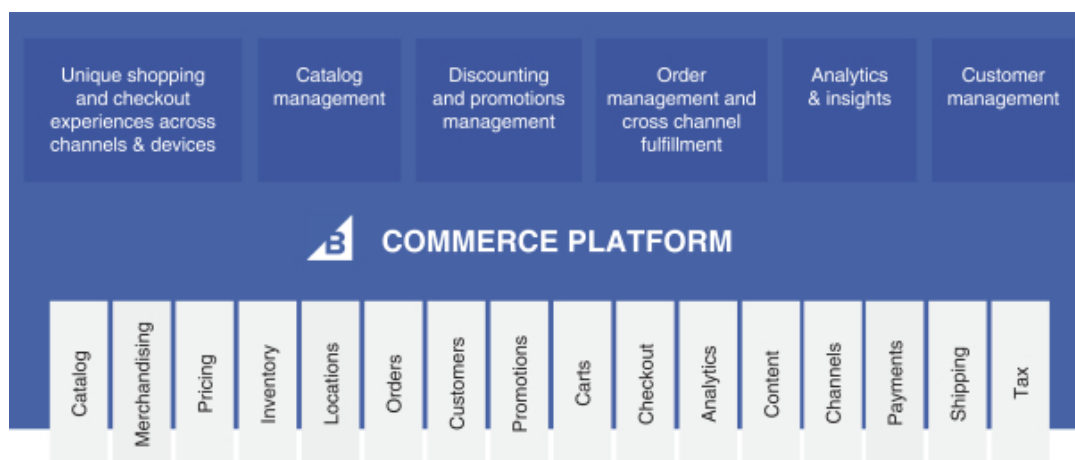 Unique shopping
and checkout
experiences across
channels & devices
Catalog
management
Discounting
and promotions
management
Order
management and
cross channel
fulfillment
Analytics
& insights
Customer
management
B COMMERCE PLATFORM
Catalog
Merchandising
Pricing
Inventory
Locations
Orders
Customers
Promotions
Carts
Checkout
Analytics
Content
Channels
Payments
Shipping
Tax